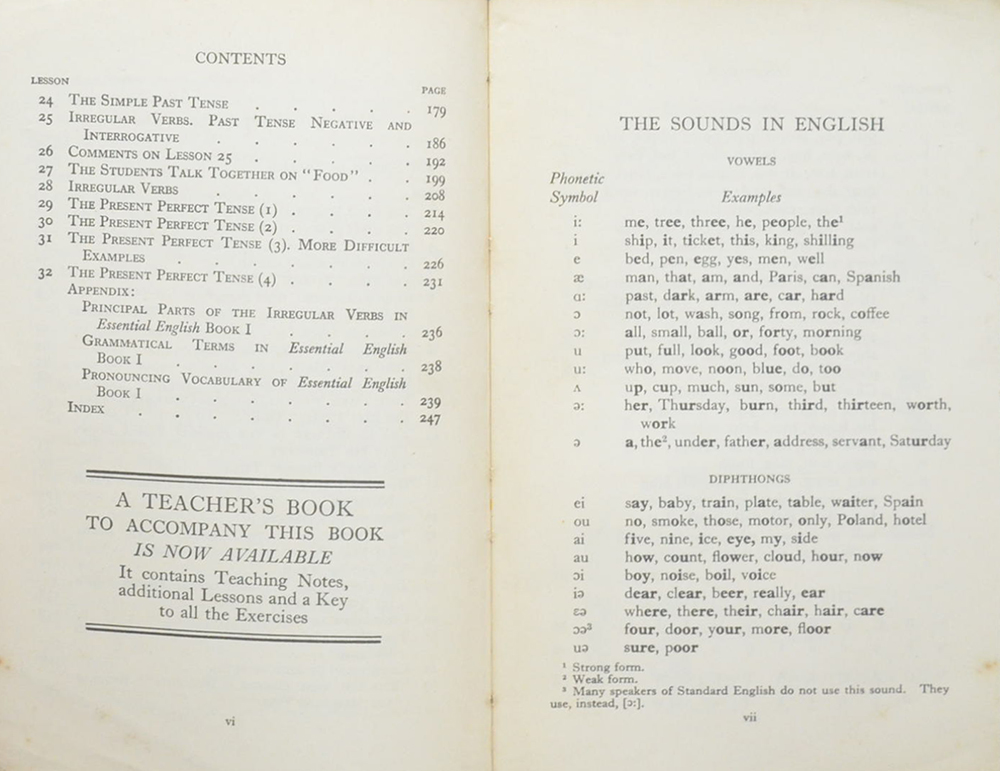 CONTENTS
LESSON PAGE
24 The Simple Past Tense . . . . . 179
25 Irregular Verbs. Past Tense Negative and
Interrogative . . . . . . 186
26 Comments on Lesson 25 . . . . . 192
27 The Students Talk Together on "Food" . . 199
28 Irregular Verbs . . . . . . 208
29 The Present Perfect Tense (1) . . . . 214
30 The Present Perfect Tense (2) . . . . 220
31 The Present Perfect Tense (3). More Difficult
Examples . . . . . . . 226
32 The Present Perfect Tense (4) . . . . 231
Appendix:
Principal Parts of the Irregular Verbs in
Essential English Book I . . . . 236
Grammatical Terms in Essential English
Book I . . . . . . . 238
Pronouncing Vocabulary of Essential English
Book I . . . . . . . 239
Index . . . . . . . 247
A TEACHER'S BOOK
TO ACCOMPANY THIS BOOK
IS NOW AVAILABLE
It contains Teaching Notes,
additional Lessons and a Key
to all the Exercises
vi
THE SOUNDS IN ENGLISH
VOWELS
Phonetic
Symbol Examples
i: me, tree, three, he, people, the¹
i ship, it, ticket, this, king, shilling
e bed, pen, egg, yes, men, well
æ man, that, am, and, Paris, can, Spanish
ɑ: past, dark, arm, are, car, hard
ɔ not, lot, wash, song, from, rock, coffee
ɔ: all, small, ball, or, forty, morning
u put, full, look, good, foot, book
u: who, move, noon, blue, do, too
ʌ up, cup, much, sun, some, but
ə: her, Thursday, burn, third, thirteen, worth,
work
ə a, the², under, father, address, servant, Saturday
DIPHTHONGS
ei say, baby, train, plate, table, waiter, Spain
ou no, smoke, those, motor, only, Poland, hotel
ai five, nine, ice, eye, my, side
au how, count, flower, cloud, hour, now
ɔi boy, noise, boil, voice
iə dear, clear, beer, really, ear
ɛə where, there, their, chair, hair, care
ɔə³ four, door, your, more, floor
uə sure, poor
¹ Strong form.
² Weak form.
³ Many speakers of Standard English do not use this sound. They
use, instead, [ɔ:].
vii